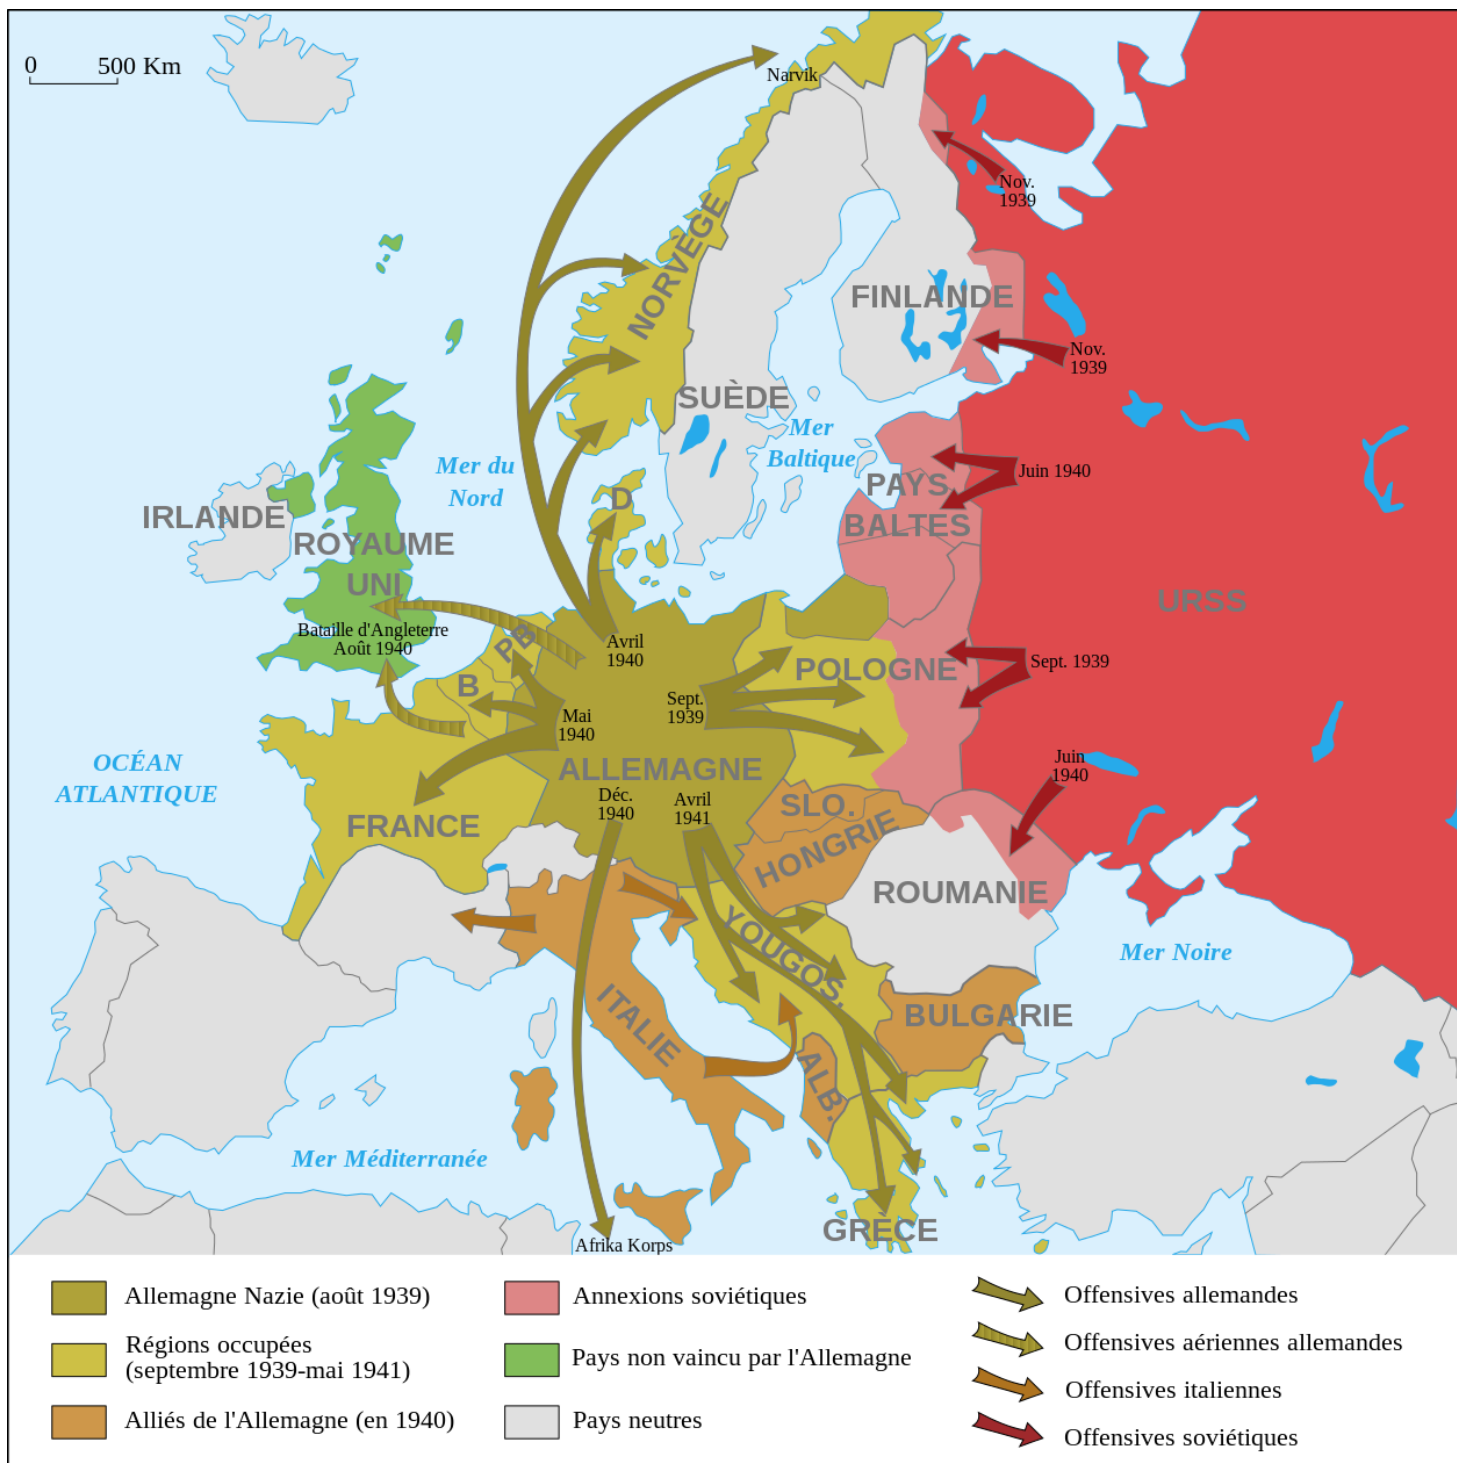 0 500 Km
Narvik
Nov.
1939
NORVÈGE
FINLANDE
Nov.
1939
SUÈDE
Mer
Baltique
Mer du
Nord
D
PAYS
BALTES
Juin 1940
IRLANDE
ROYAUME
UNI
URSS
Bataille d'Angleterre
Août 1940
PB
B
Avril
1940
POLOGNE
Sept. 1939
Sept.
1939
Mai
1940
OCÉAN
ATLANTIQUE
ALLEMAGNE
Juin
1940
Déc.
1940
Avril
1941
SLO.
FRANCE
HONGRIE
ROUMANIE
YOUGOS.
Mer Noire
ITALIE
BULGARIE
ALB.
Mer Méditerranée
GRECE
Afrika Korps
Allemagne Nazie (août 1939)
Régions occupées
(septembre 1939-mai 1941)
Alliés de l'Allemagne (en 1940)
Annexions soviétiques
Pays non vaincu par l'Allemagne
Pays neutres
Offensives allemandes
Offensives aériennes allemandes
Offensives italiennes
Offensives soviétiques